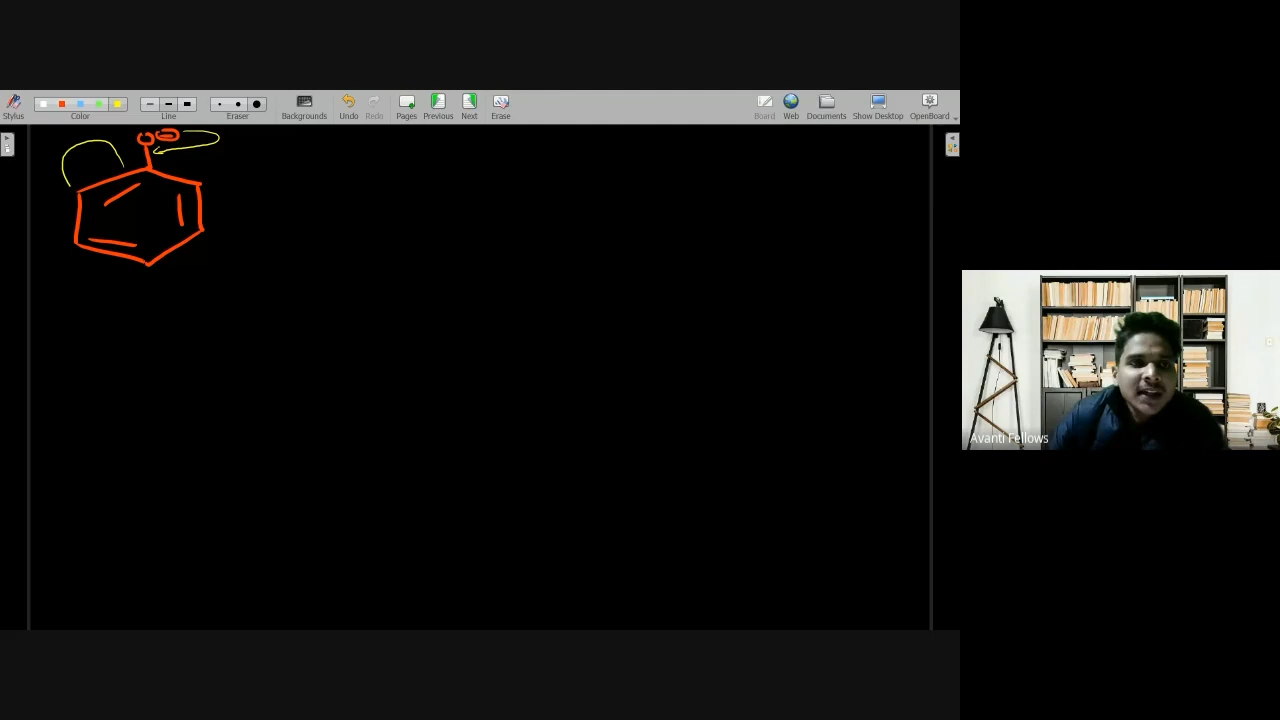 Stylus Color Line Eraser Backgrounds Undo Redo Pages Previous Next Erase Board Web Documents Show Desktop OpenBoard
O⊖
Avanti Fellows